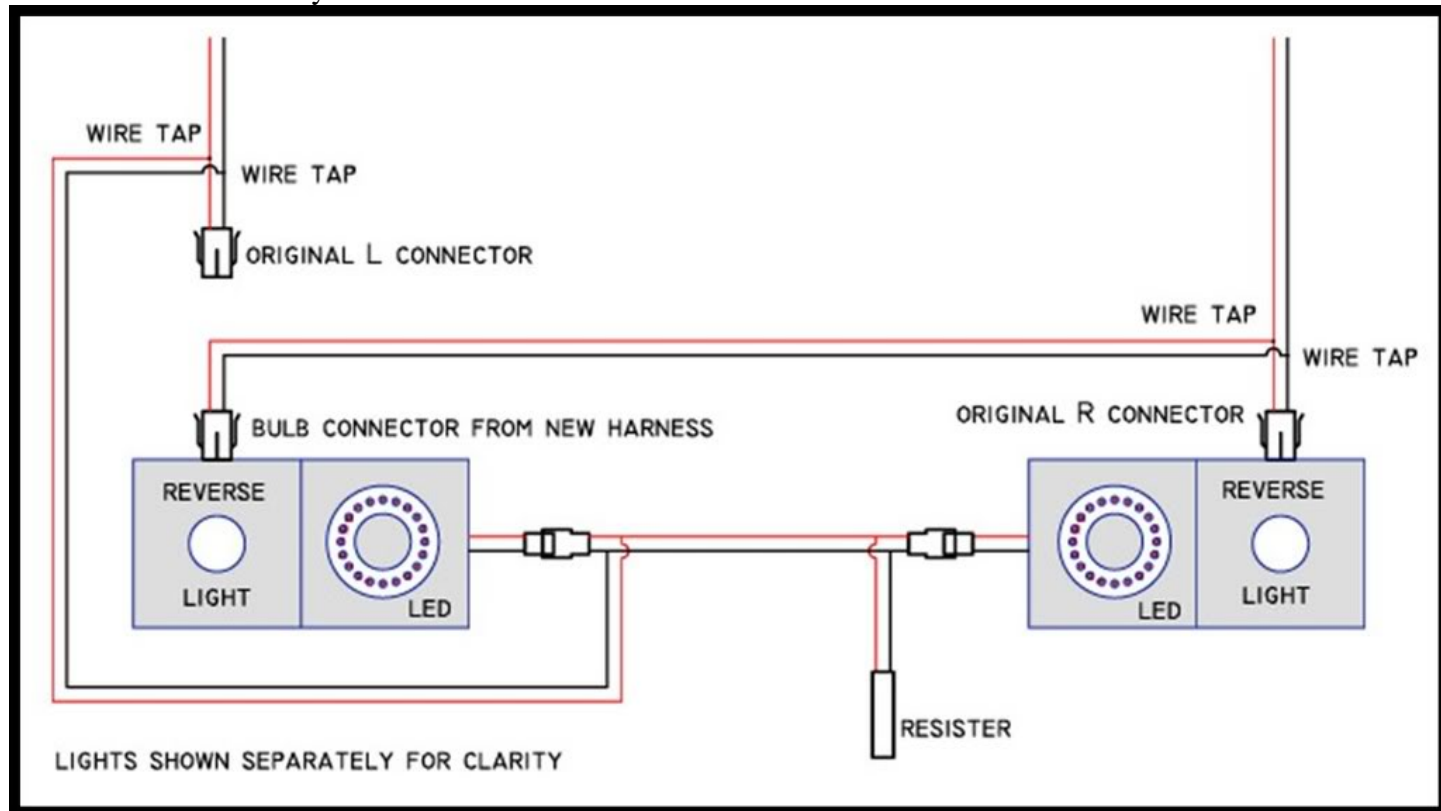 WIRE TAP
WIRE TAP
ORIGINAL L CONNECTOR
WIRE TAP
WIRE TAP
ORIGINAL R CONNECTOR
BULB CONNECTOR FROM NEW HARNESS
REVERSE
LIGHT
LED
LED
REVERSE
LIGHT
RESISTER
LIGHTS SHOWN SEPARATELY FOR CLARITY